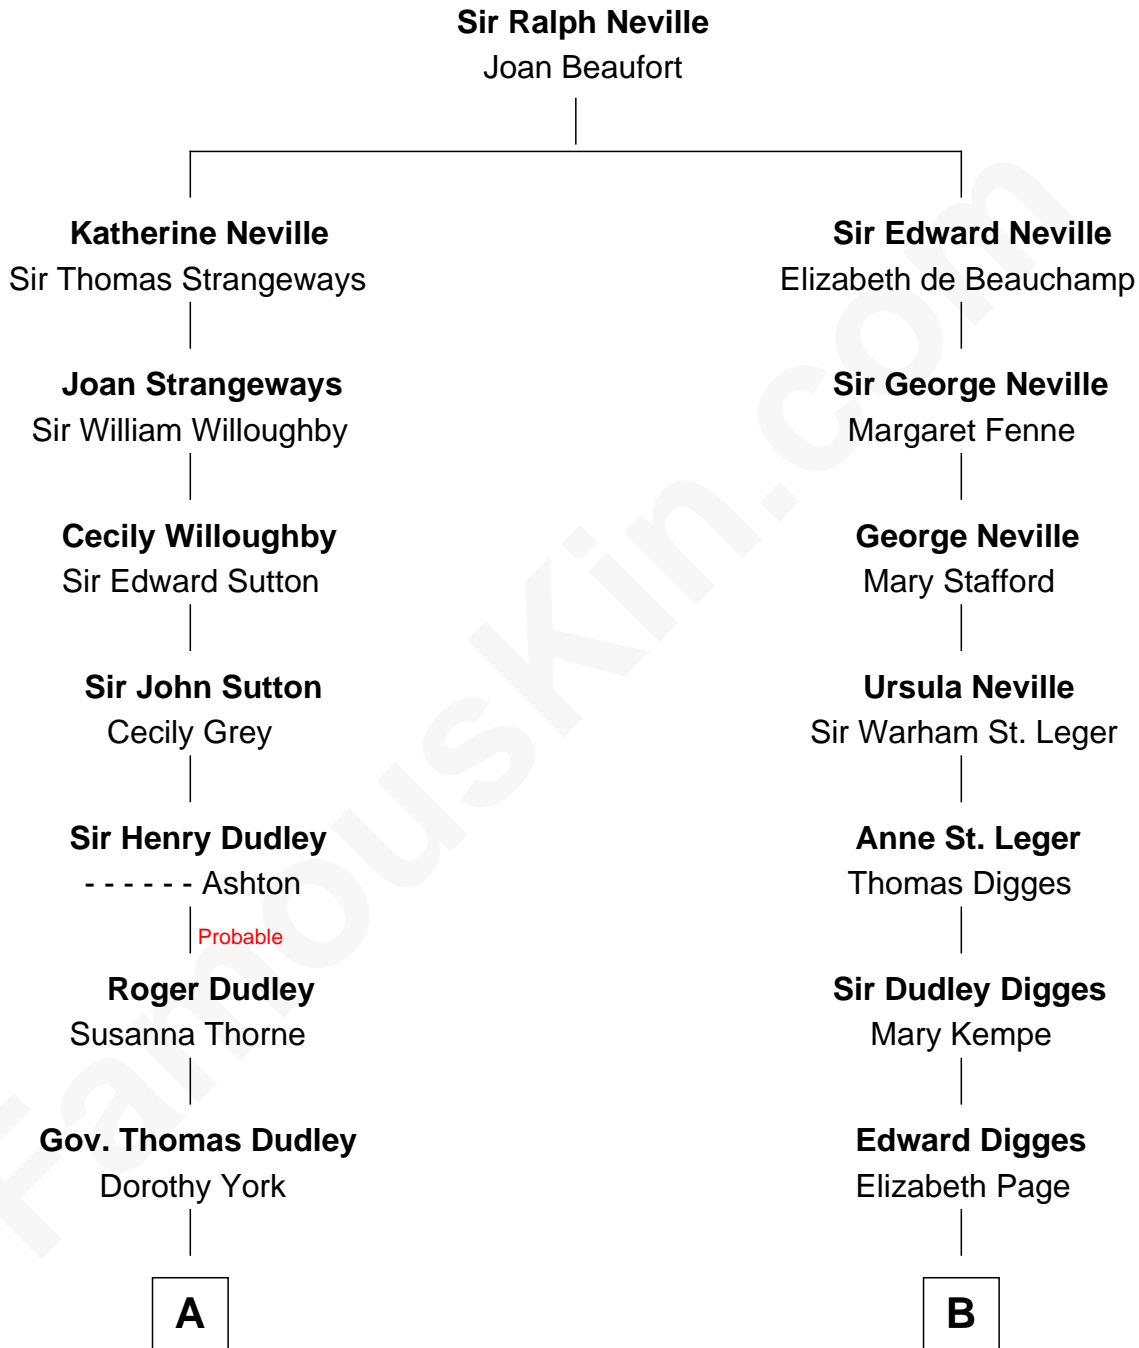 Sir Ralph Neville
Joan Beaufort
Katherine Neville
Sir Thomas Strangeways
Joan Strangeways
Sir William Willoughby
Cecily Willoughby
Sir Edward Sutton
Sir John Sutton
Cecily Grey
Sir Henry Dudley
- - - - - - Ashton
Probable
Roger Dudley
Susanna Thorne
Gov. Thomas Dudley
Dorothy York
A
Sir Edward Neville
Elizabeth de Beauchamp
Sir George Neville
Margaret Fenne
George Neville
Mary Stafford
Ursula Neville
Sir Warham St. Leger
Anne St. Leger
Thomas Digges
Sir Dudley Digges
Mary Kempe
Edward Digges
Elizabeth Page
B
FamousKin.com